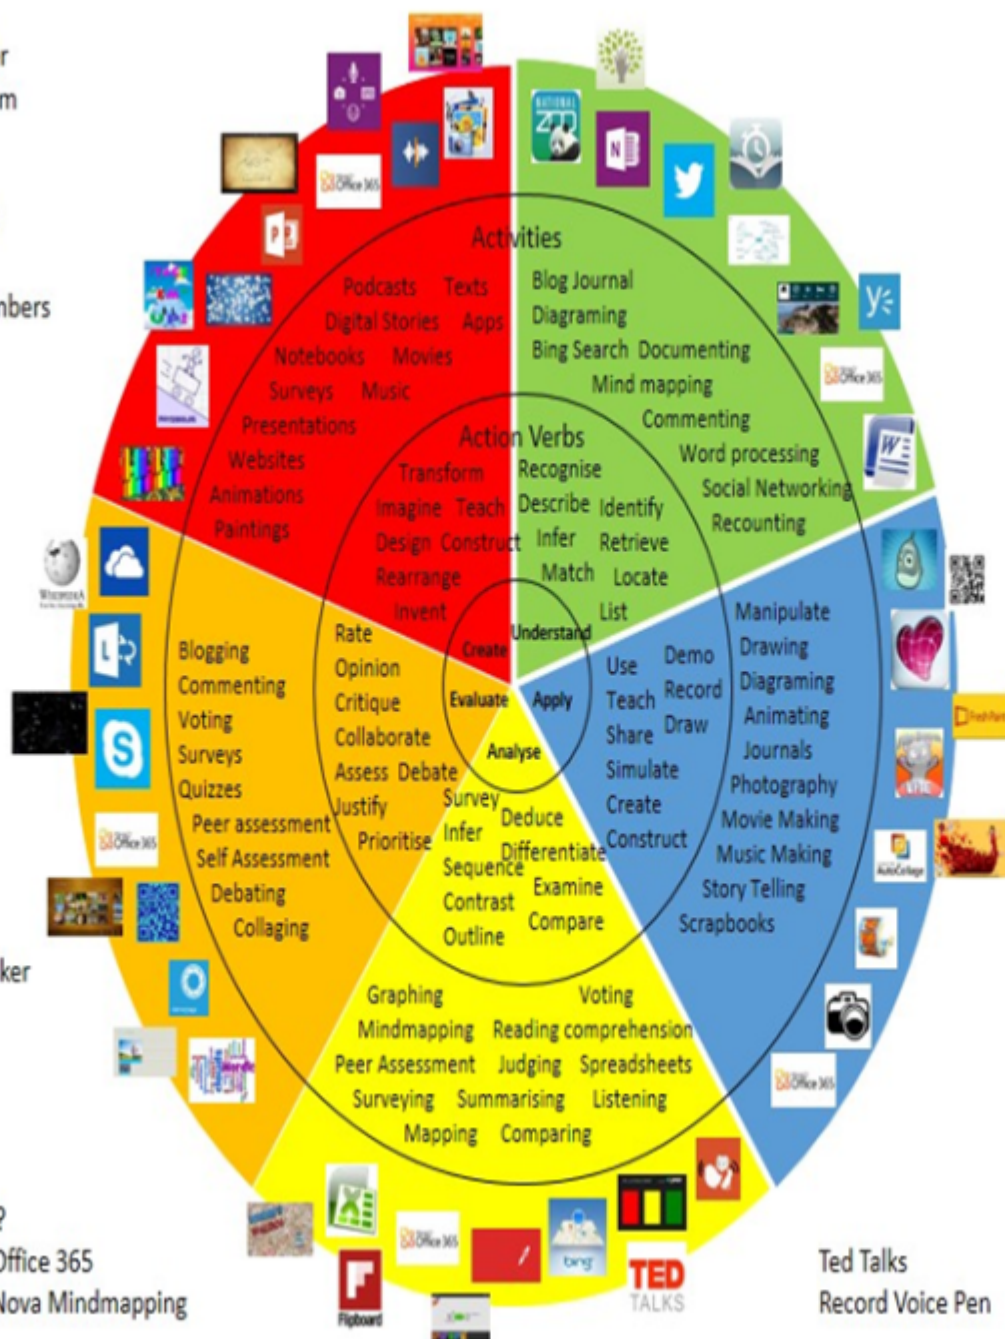 Activities
Podcasts Texts
Digital Stories Apps
Notebooks Movies
Surveys Music
Presentations
Websites
Animations
Paintings
Blog Journal
Diagraming
Bing Search Documenting
Mind mapping
Commenting
Word processing
Social Networking
Recounting
Action Verbs
Transform
Imagine Teach
Design Construct
Rearrange
Invent
Create
Recognise
Describe Identify
Infer Retrieve
Match Locate
List
Understand
Blogging
Commenting
Voting
Surveys
Quizzes
Peer assessment
Self Assessment
Debating
Collaging
Rate
Opinion
Critique
Collaborate
Assess Debate
Justify
Prioritise
Evaluate
Apply
Use Demo
Teach Record
Share Draw
Simulate
Create
Construct
Manipulate
Drawing
Diagraming
Animating
Journals
Photography
Movie Making
Music Making
Story Telling
Scrapbooks
Analyse
Survey Deduce
Infer Differentiate
Sequence Examine
Contrast Compare
Outline
Graphing Voting
Mindmapping Reading comprehension
Peer Assessment Judging Spreadsheets
Surveying Summarising Listening
Mapping Comparing
NATIONAL
ZOO
Office 365
Office 365
WIKIPEDIA
Office 365
FreshPaint
AutoCollage
Office 365
Office 365
Flipboard
bing
TED
TALKS
mbers
ker
?
Office 365
Nova Mindmapping
Ted Talks
Record Voice Pen